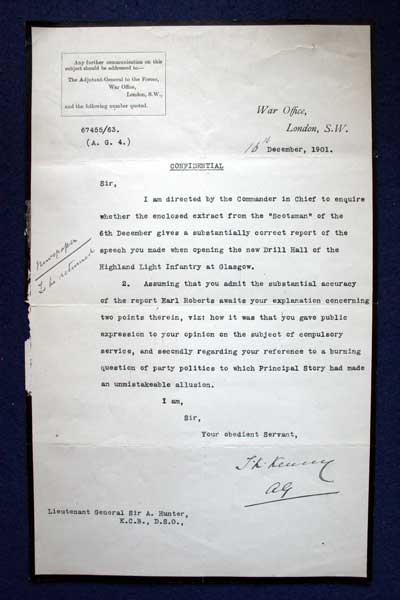 Any further communication on this
subject should be addressed to—
The Adjutant-General to the Forces,
War Office,
London, S.W.,
and the following number quoted.
67455/63.
(A. G. 4.)
War Office,
London, S.W.
16th December, 1901.
CONFIDENTIAL
Sir,
I am directed by the Commander in Chief to enquire
whether the enclosed extract from the "Scotsman" of the
6th December gives a substantially correct report of the
speech you made when opening the new Drill Hall of the
Highland Light Infantry at Glasgow.
Newspaper
To be returned
2. Assuming that you admit the substantial accuracy
of the report Earl Roberts awaits your explanation concerning
two points therein, viz: how it was that you gave public
expression to your opinion on the subject of compulsory
service, and secondly regarding your reference to a burning
question of party politics to which Principal Story had made
an unmistakeable allusion.
I am,
Sir,
Your obedient Servant,
AG
Lieutenant General Sir A. Hunter,
K.C.B., D.S.O.,